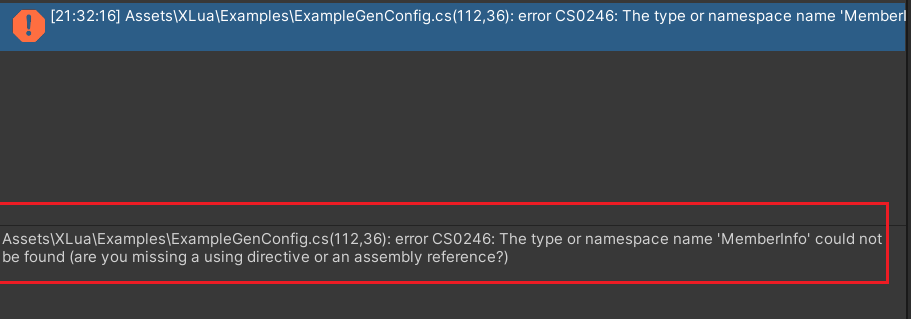 [21:32:16] Assets\XLua\Examples\ExampleGenConfig.cs(112,36): error CS0246: The type or namespace name 'MemberI
Assets\XLua\Examples\ExampleGenConfig.cs(112,36): error CS0246: The type or namespace name 'MemberInfo' could not
be found (are you missing a using directive or an assembly reference?)